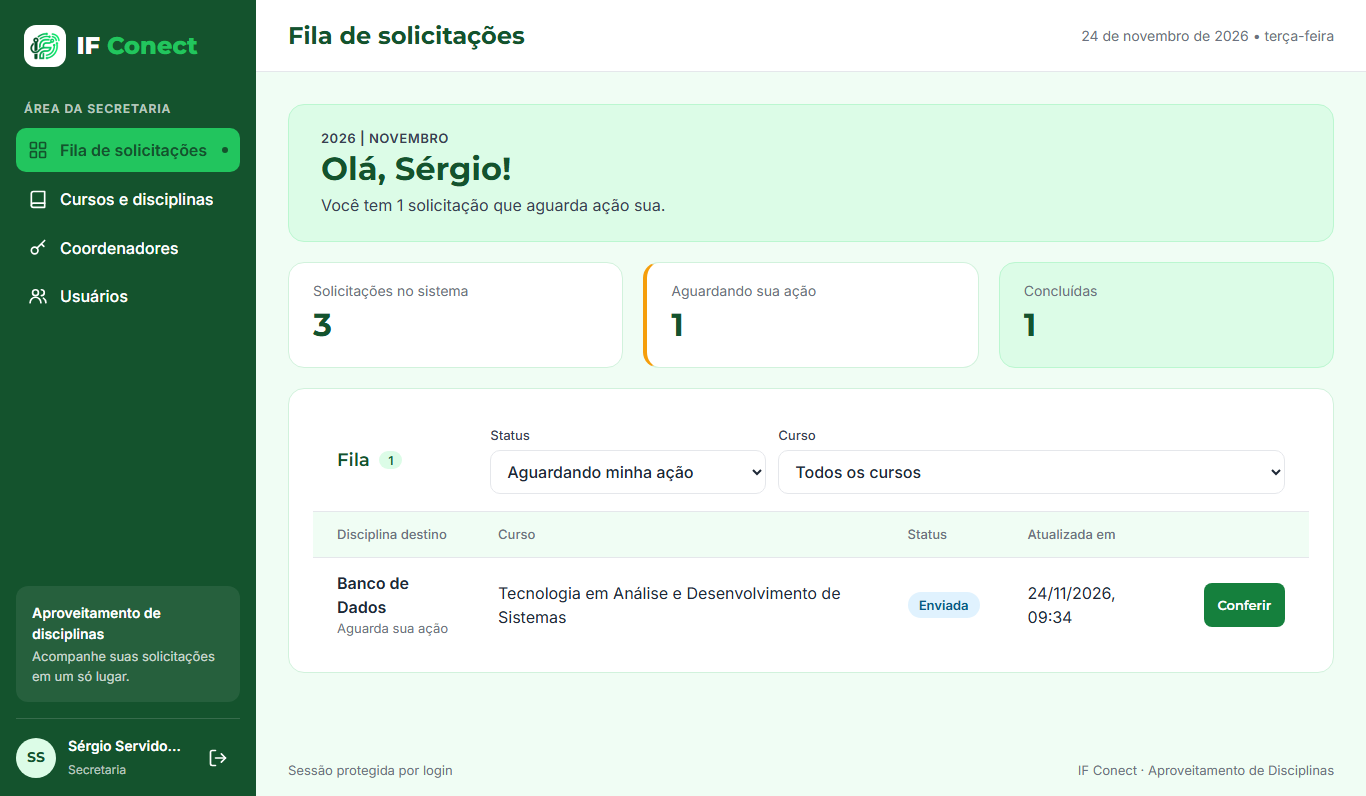 IF Conect
ÁREA DA SECRETARIA
Fila de solicitações
Cursos e disciplinas
Coordenadores
Usuários
Aproveitamento de
disciplinas
Acompanhe suas solicitações
em um só lugar.
SS
Sérgio Servido...
Secretaria
Fila de solicitações
24 de novembro de 2026 • terça-feira
2026 | NOVEMBRO
Olá, Sérgio!
Você tem 1 solicitação que aguarda ação sua.
Solicitações no sistema
3
Aguardando sua ação
1
Concluídas
1
Fila 1
Status
Aguardando minha ação
Curso
Todos os cursos
Disciplina destino Curso Status Atualizada em
Banco de
Dados
Aguarda sua ação
Tecnologia em Análise e Desenvolvimento de
Sistemas
Enviada
24/11/2026,
09:34
Conferir
Sessão protegida por login
IF Conect · Aproveitamento de Disciplinas